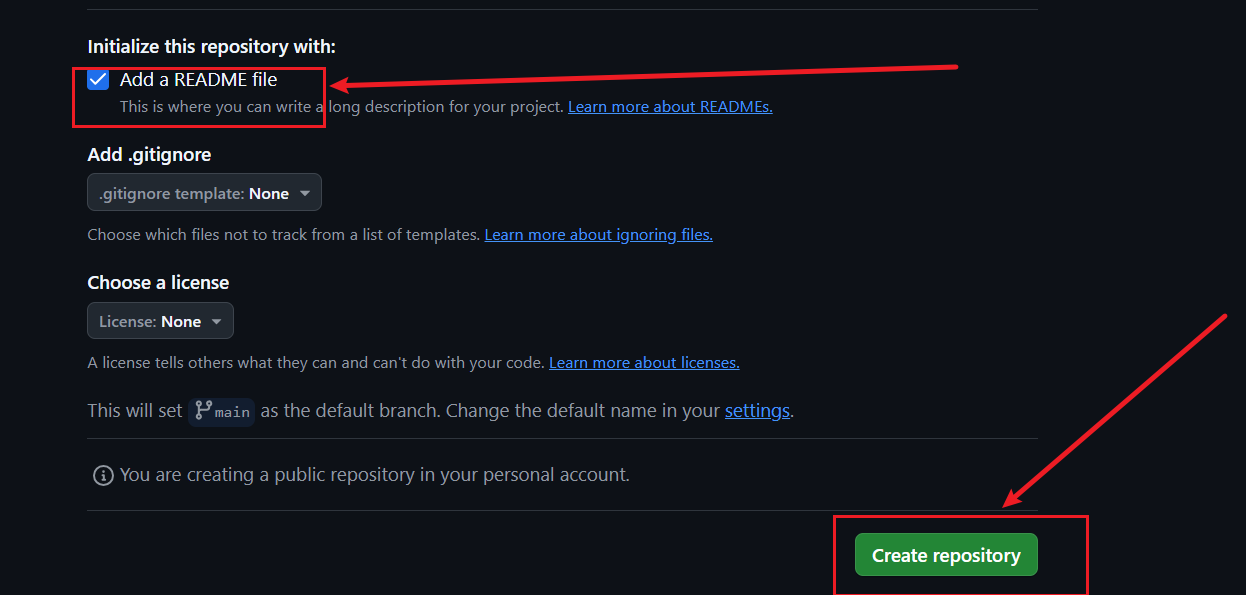 Initialize this repository with:
Add a README file
This is where you can write a long description for your project. Learn more about READMEs.
Add .gitignore
.gitignore template: None
Choose which files not to track from a list of templates. Learn more about ignoring files.
Choose a license
License: None
A license tells others what they can and can't do with your code. Learn more about licenses.
This will set main as the default branch. Change the default name in your settings.
You are creating a public repository in your personal account.
Create repository